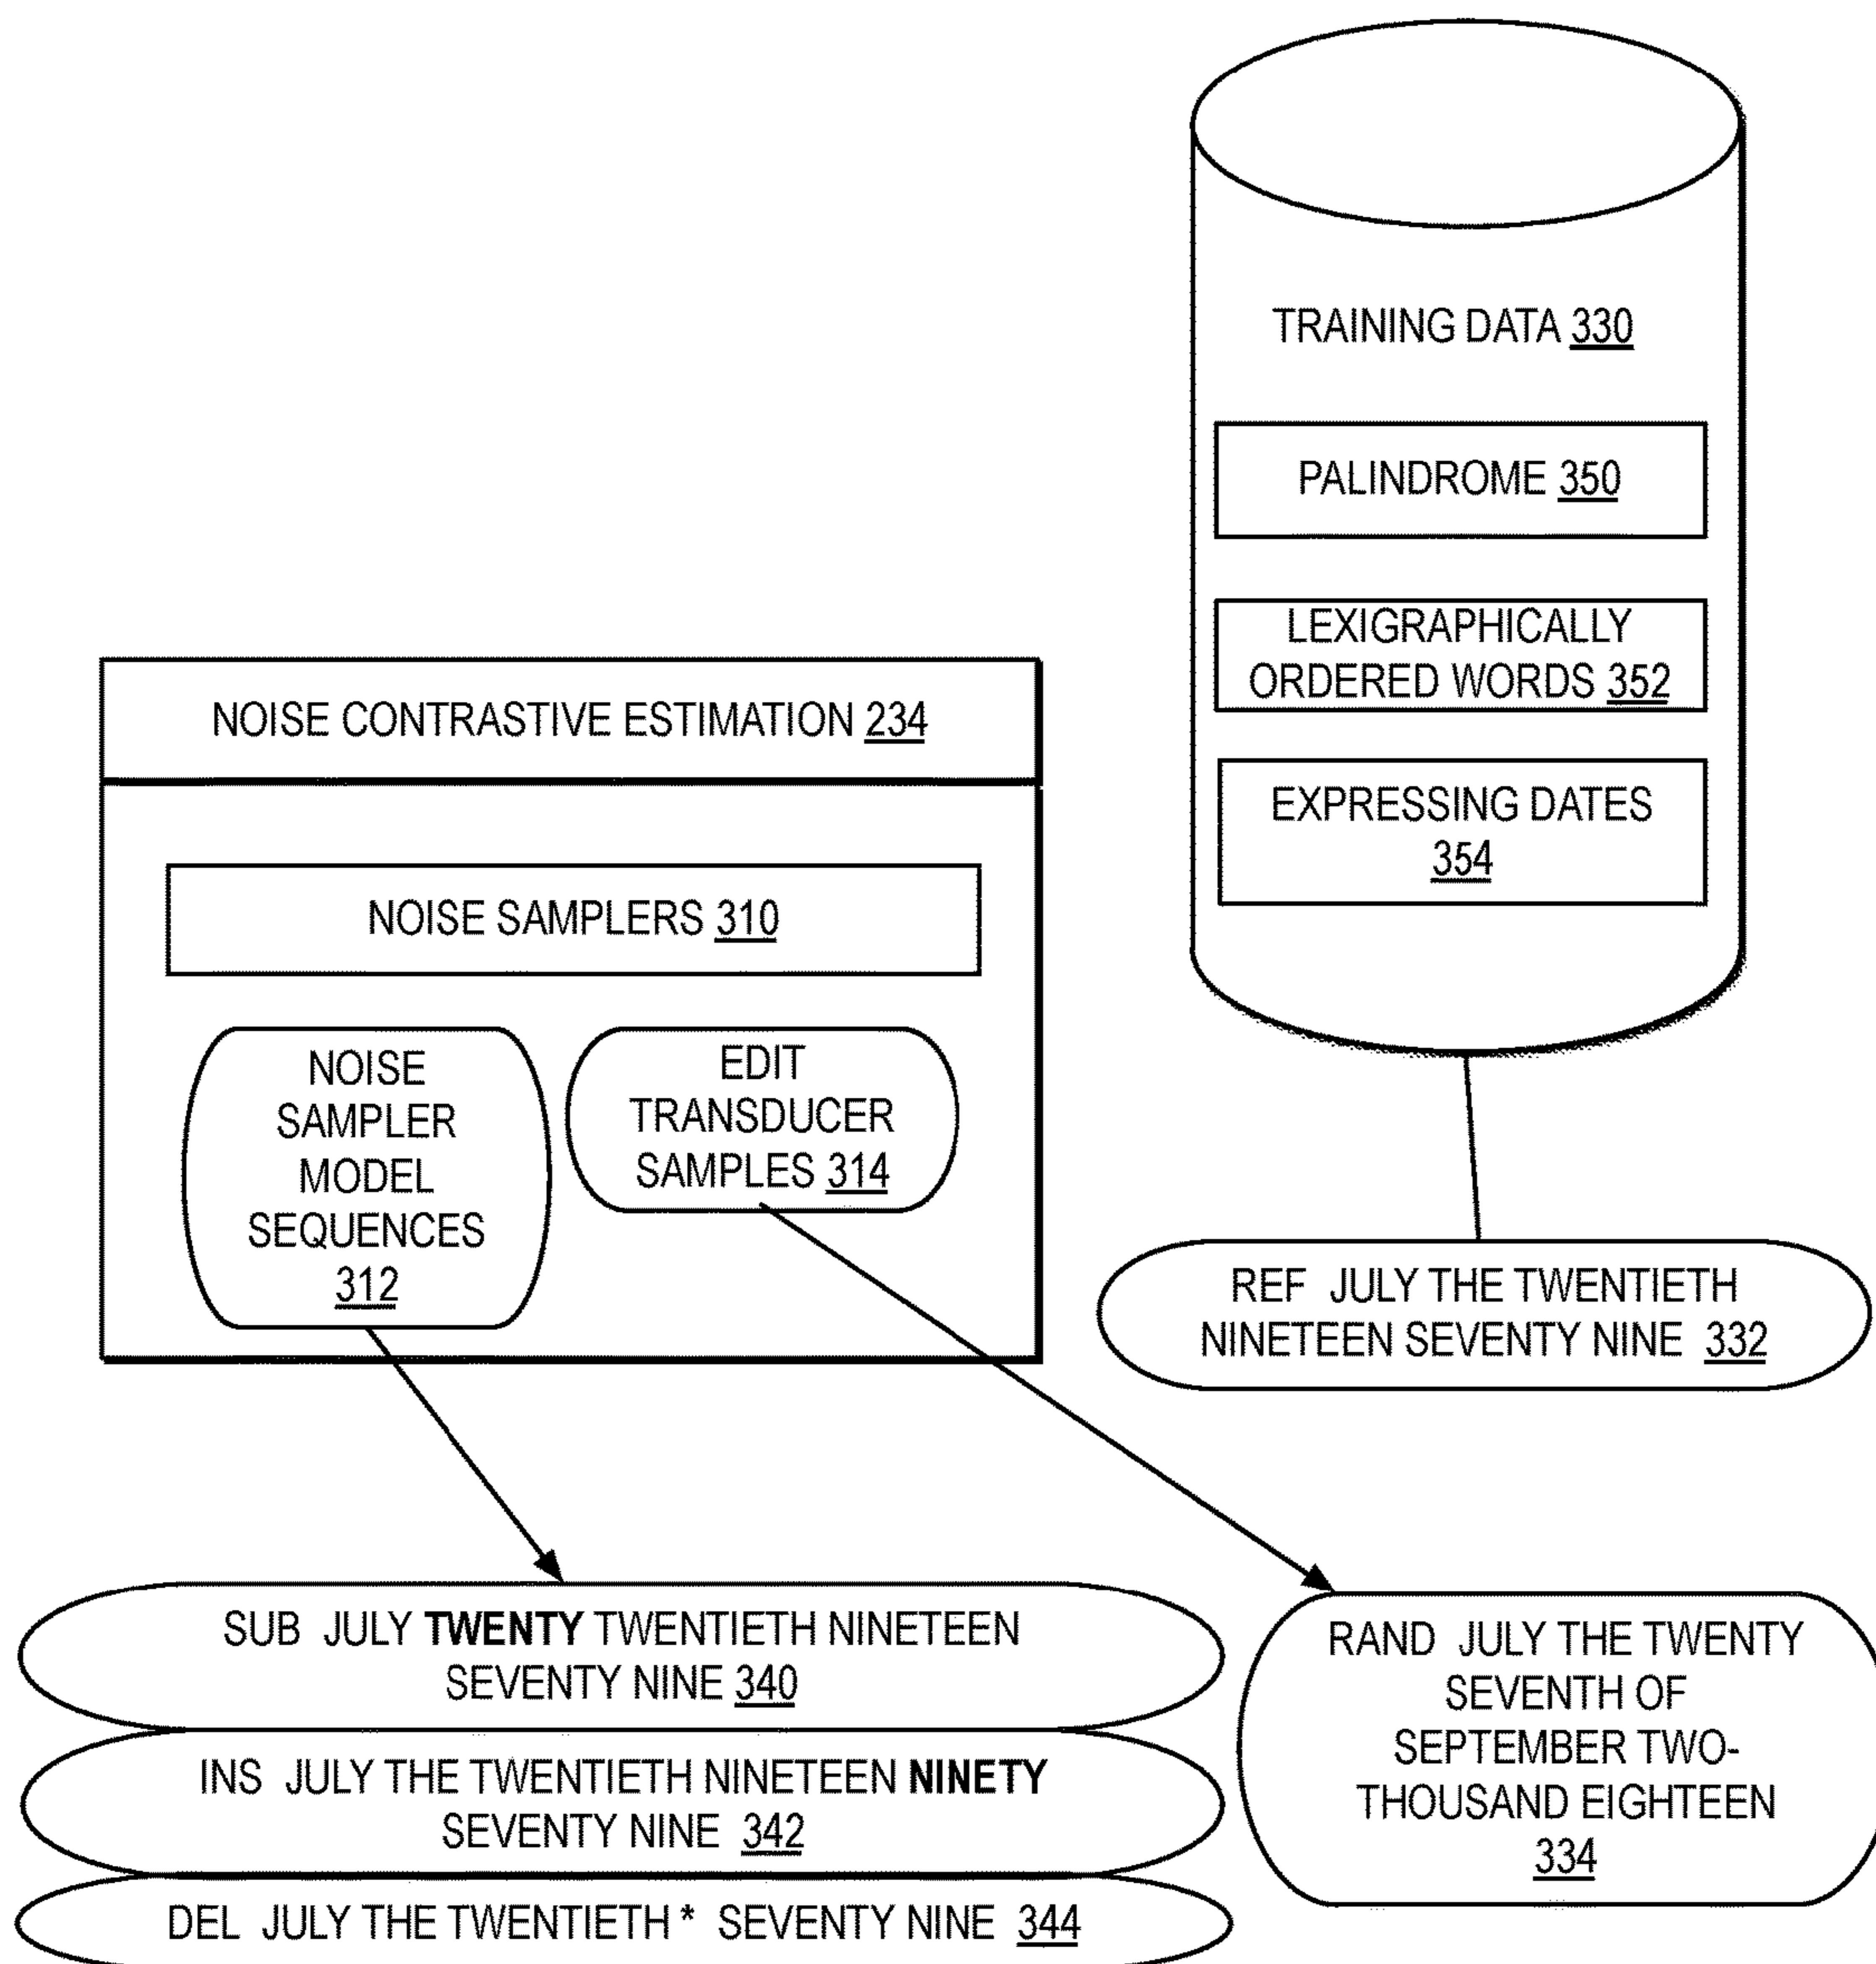 TRAINING DATA 330
PALINDROME 350
LEXIGRAPHICALLY
ORDERED WORDS 352
EXPRESSING DATES
354
NOISE CONTRASTIVE ESTIMATION 234
NOISE SAMPLERS 310
NOISE
SAMPLER
MODEL
SEQUENCES
312
EDIT
TRANSDUCER
SAMPLES 314
REF JULY THE TWENTIETH
NINETEEN SEVENTY NINE 332
SUB JULY TWENTY TWENTIETH NINETEEN
SEVENTY NINE 340
INS JULY THE TWENTIETH NINETEEN NINETY
SEVENTY NINE 342
DEL JULY THE TWENTIETH * SEVENTY NINE 344
RAND JULY THE TWENTY
SEVENTH OF
SEPTEMBER TWO-
THOUSAND EIGHTEEN
334